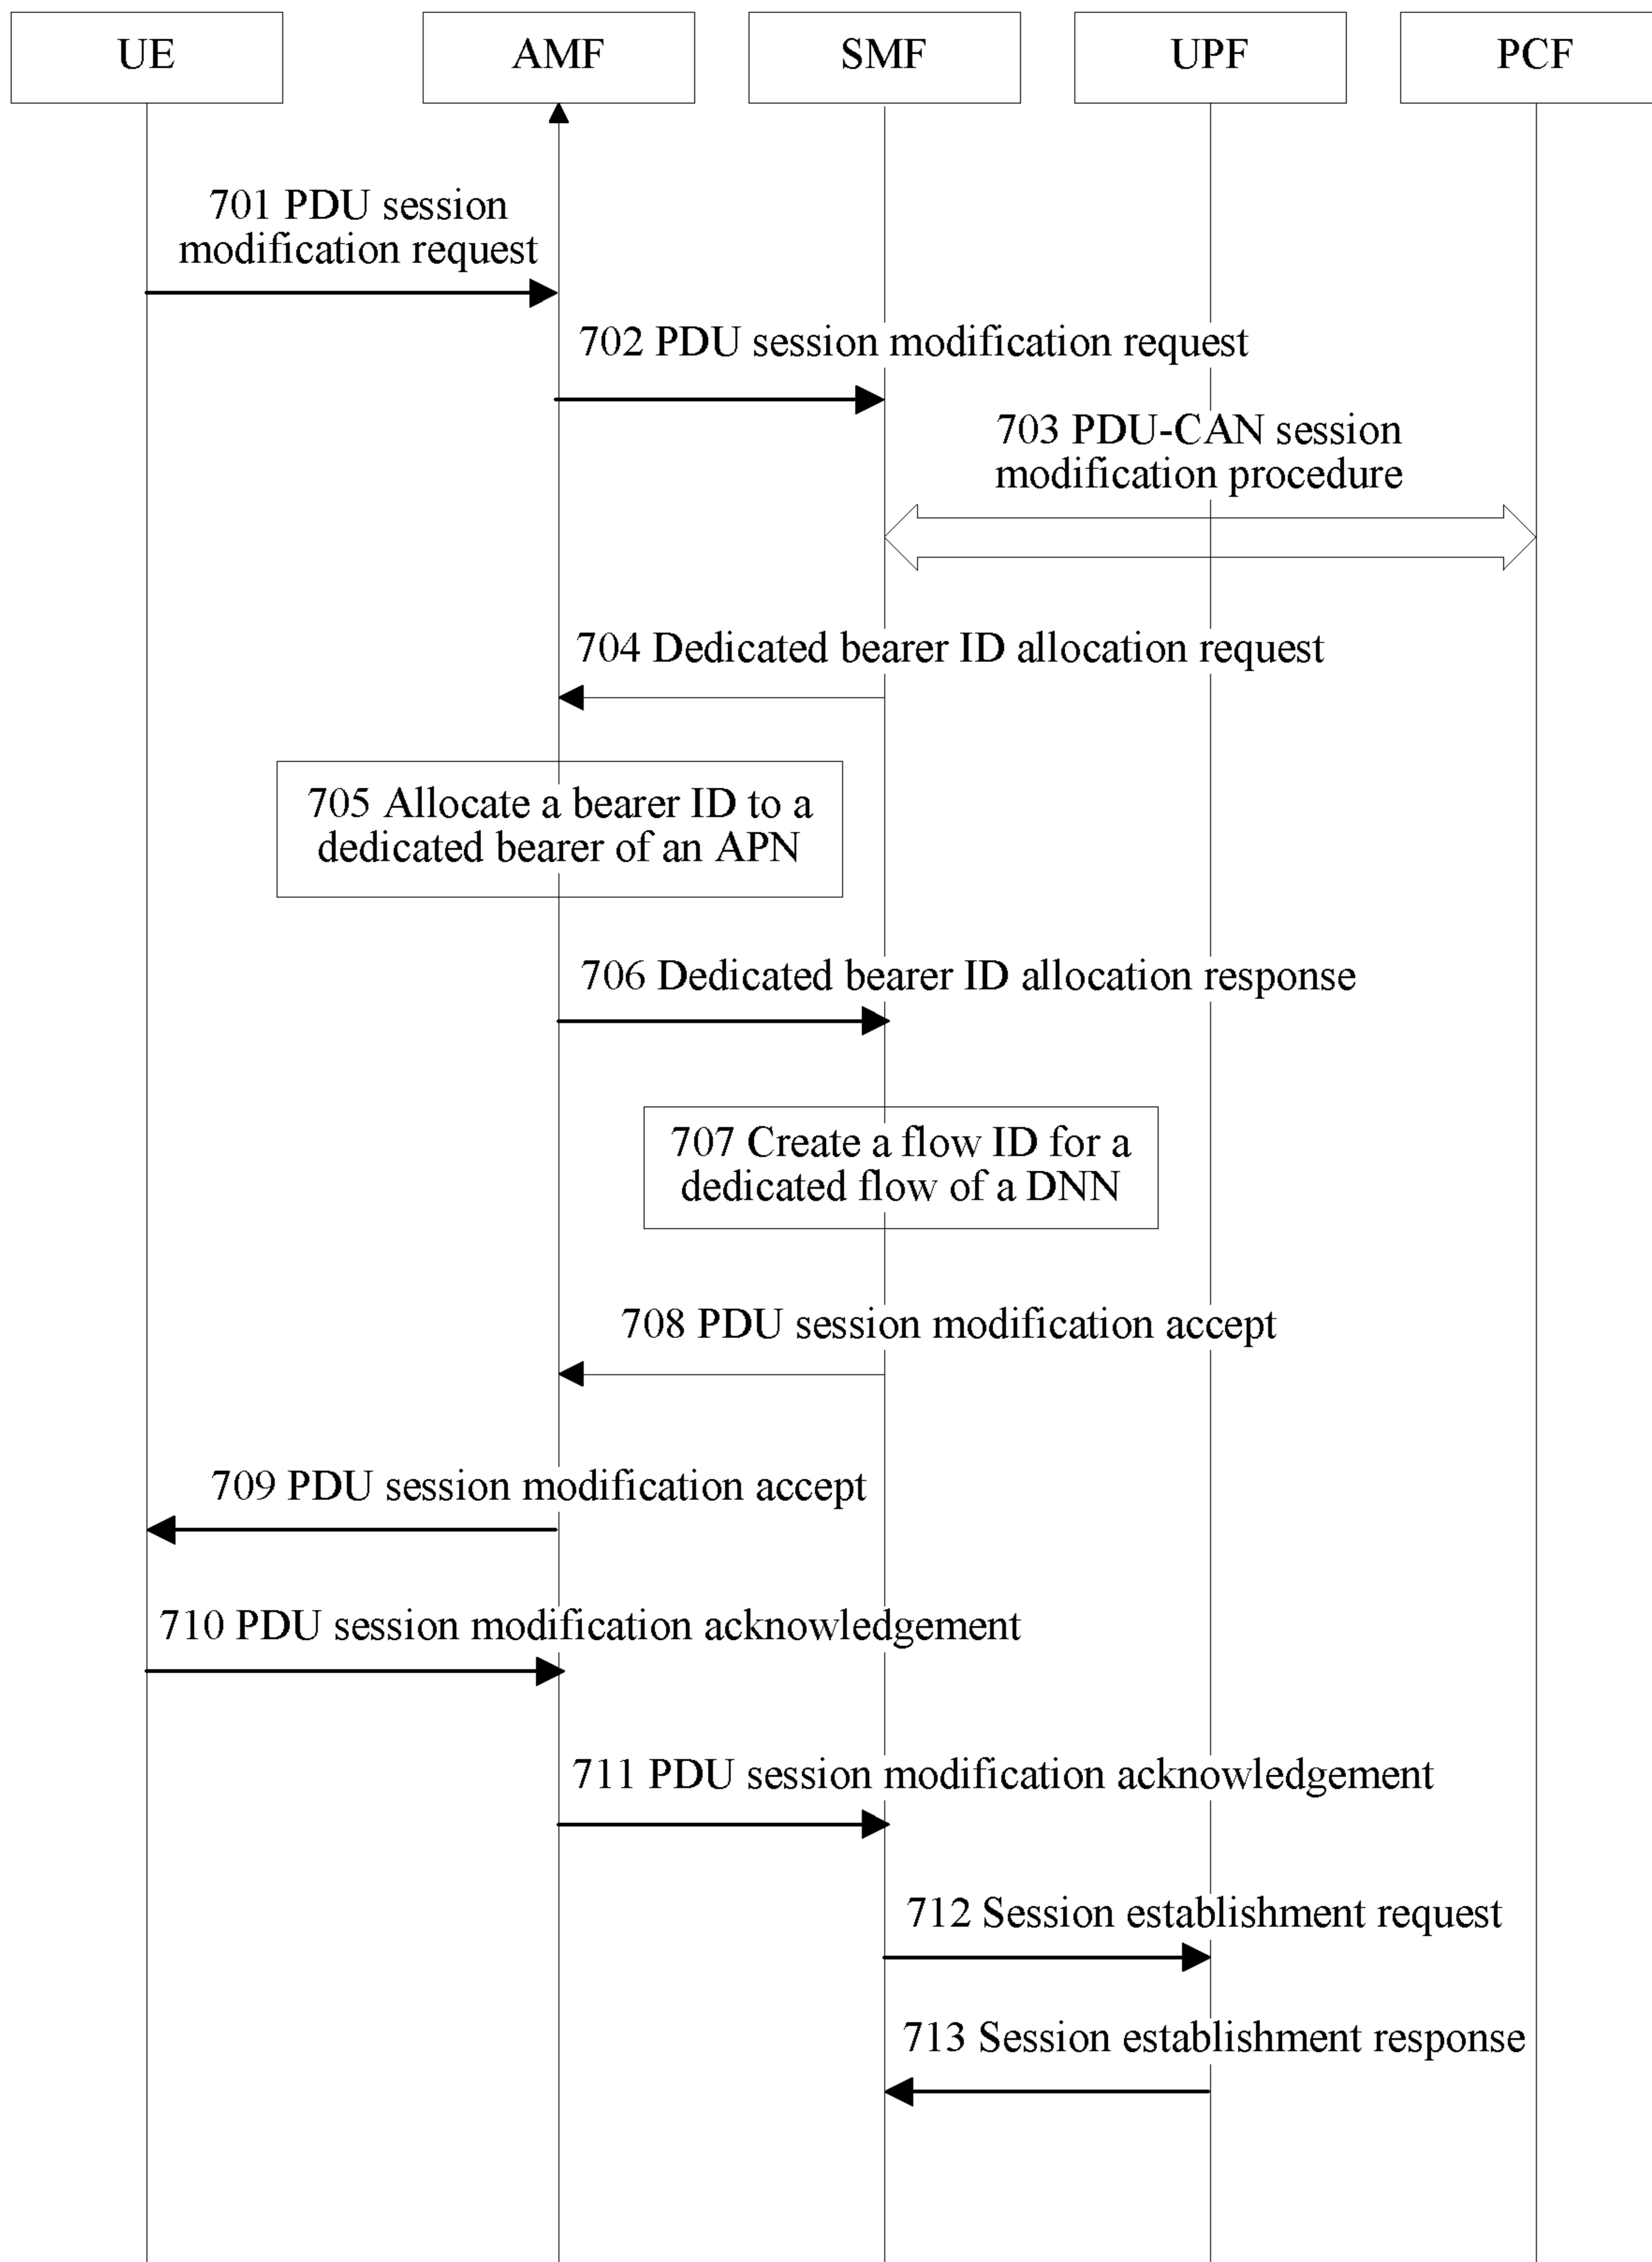 UE
AMF
SMF
UPF
PCF
701 PDU session
modification request
702 PDU session modification request
703 PDU-CAN session
modification procedure
704 Dedicated bearer ID allocation request
705 Allocate a bearer ID to a
dedicated bearer of an APN
706 Dedicated bearer ID allocation response
707 Create a flow ID for a
dedicated flow of a DNN
708 PDU session modification accept
709 PDU session modification accept
710 PDU session modification acknowledgement
711 PDU session modification acknowledgement
712 Session establishment request
713 Session establishment response